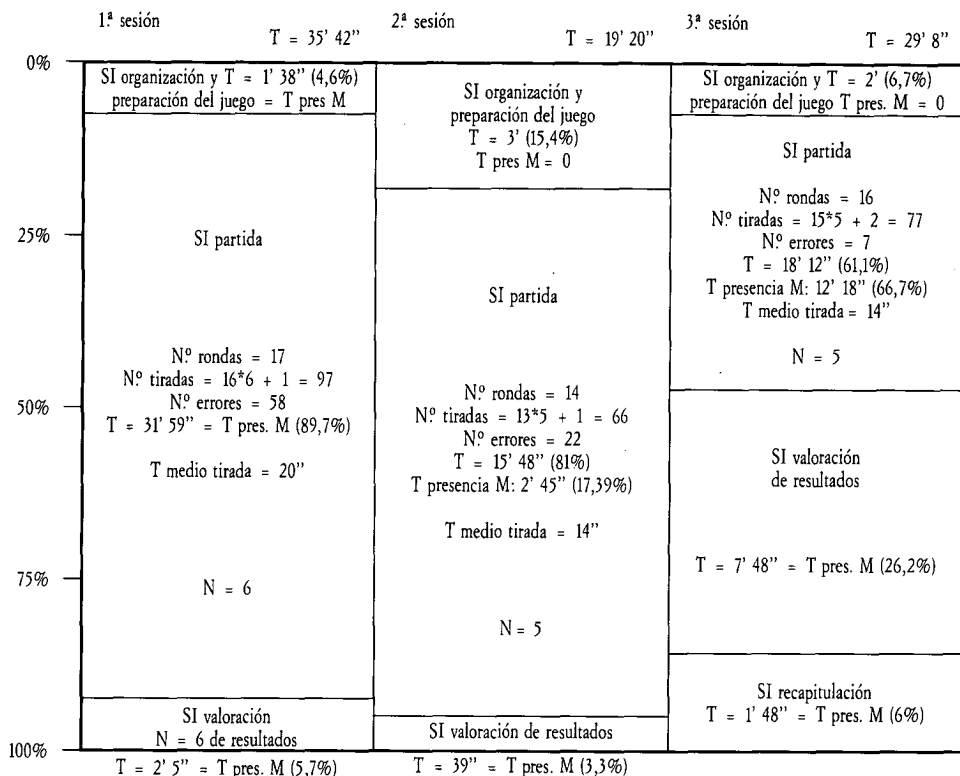 1.ª sesión
T = 35' 42''
2.ª sesión
T = 19' 20''
3.ª sesión
T = 29' 8''
0%
25%
50%
75%
100%
SI organización y T = 1' 38'' (4,6%)
preparación del juego = T pres M
SI partida
N.º rondas = 17
N.º tiradas = 16*6 + 1 = 97
N.º errores = 58
T = 31' 59'' = T pres. M (89,7%)
T medio tirada = 20''
N = 6
SI valoración
N = 6 de resultados
T = 2' 5'' = T pres. M (5,7%)
SI organización y
preparación del juego
T = 3' (15,4%)
T pres M = 0
SI partida
N.º rondas = 14
N.º tiradas = 13*5 + 1 = 66
N.º errores = 22
T = 15' 48'' (81%)
T presencia M: 2' 45'' (17,39%)
T medio tirada = 14''
N = 5
SI valoración de resultados
T = 39'' = T pres. M (3,3%)
SI organización y T = 2' (6,7%)
preparación del juego T pres. M = 0
SI partida
N.º rondas = 16
N.º tiradas = 15*5 + 2 = 77
N.º errores = 7
T = 18' 12'' (61,1%)
T presencia M: 12' 18'' (66,7%)
T medio tirada = 14''
N = 5
SI valoración
de resultados
T = 7' 48'' = T pres. M (26,2%)
SI recapitulación
T = 1' 48'' = T pres. M (6%)